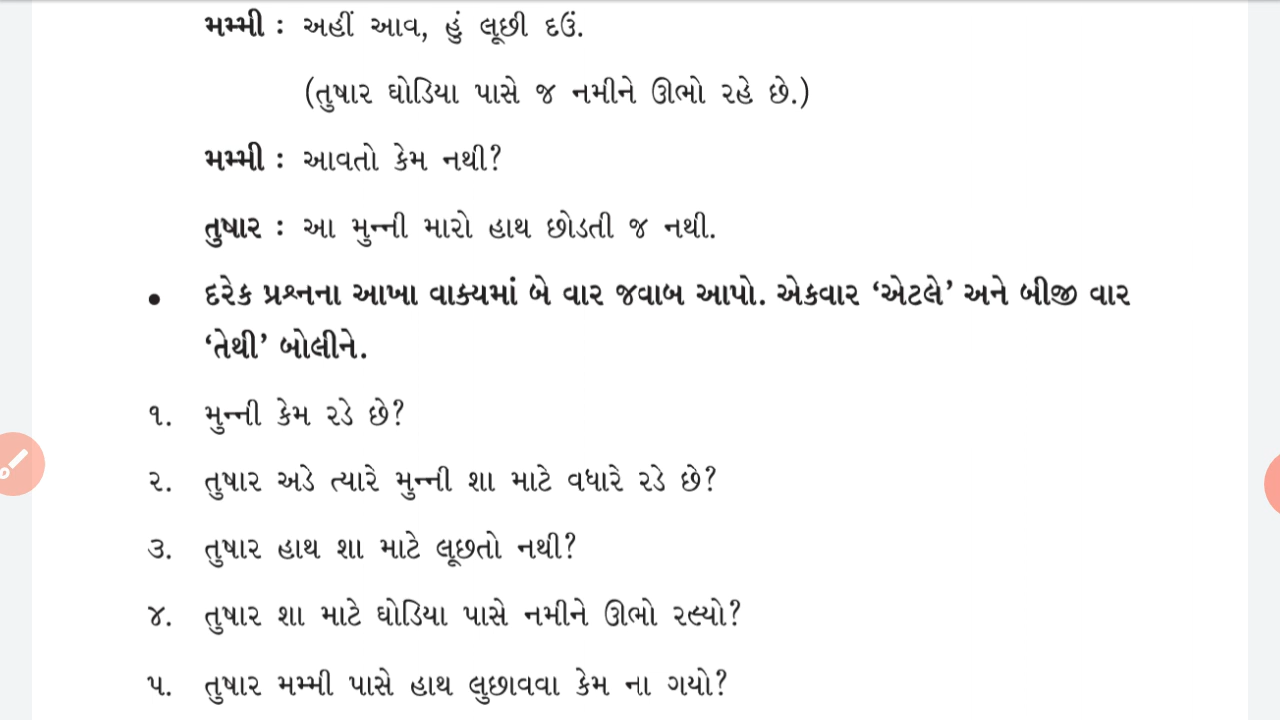 મમ્મી : અહીં આવ, હું લૂછી દઉં.
(તુષાર ઘોડિયા પાસે જ નમીને ઊભો રહે છે.)
મમ્મી : આવતો કેમ નથી?
તુષાર : આ મુન્ની મારો હાથ છોડતી જ નથી.
• દરેક પ્રશ્નના આખા વાક્યમાં બે વાર જવાબ આપો. એકવાર ‘એટલે’ અને બીજી વાર
‘તેથી’ બોલીને.
૧. મુન્ની કેમ રડે છે?
૨. તુષાર અડે ત્યારે મુન્ની શા માટે વધારે રડે છે?
૩. તુષાર હાથ શા માટે લૂછતો નથી?
૪. તુષાર શા માટે ઘોડિયા પાસે નમીને ઊભો રહ્યો?
૫. તુષાર મમ્મી પાસે હાથ લુછાવવા કેમ ના ગયો?